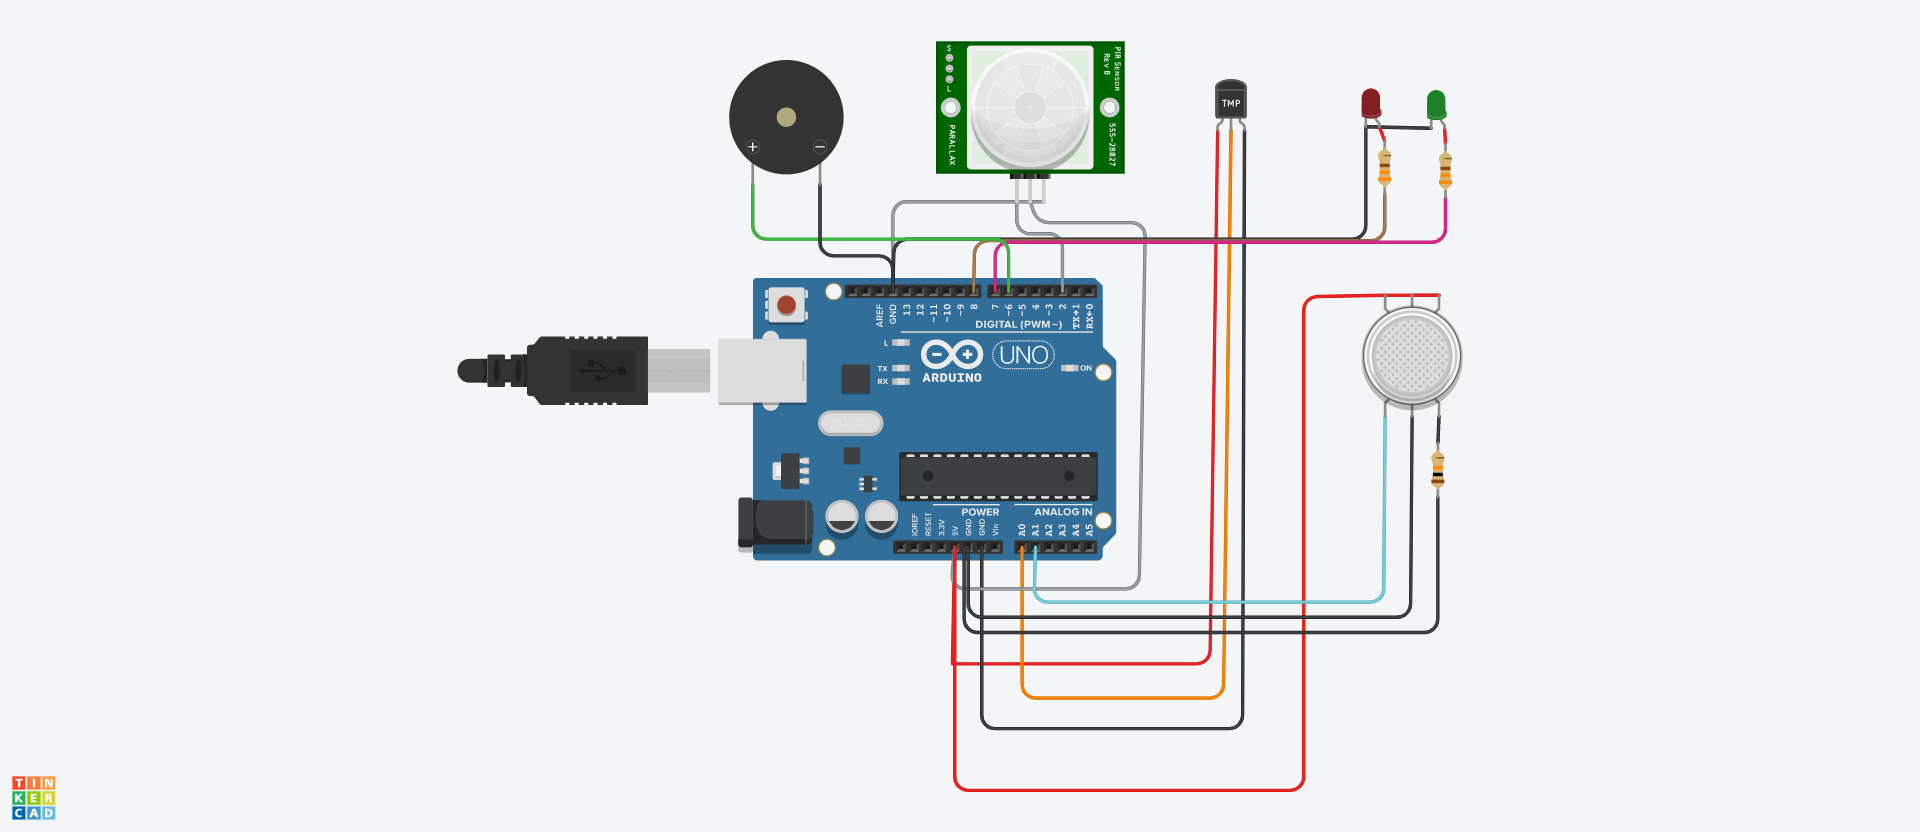 S
L
PARALLAX
PIR SENSOR
REV B
555-28027
TMP
+
−
AREF
GND
13
12
~11
~10
~9
8
7
~6
~5
4
~3
2
TX→1
RX←0
DIGITAL (PWM~)
L
TX
RX
ARDUINO
UNO
ON
POWER
ANALOG IN
IOREF
RESET
3.3V
5V
GND
GND
Vin
A0
A1
A2
A3
A4
A5
TIN
KER
CAD